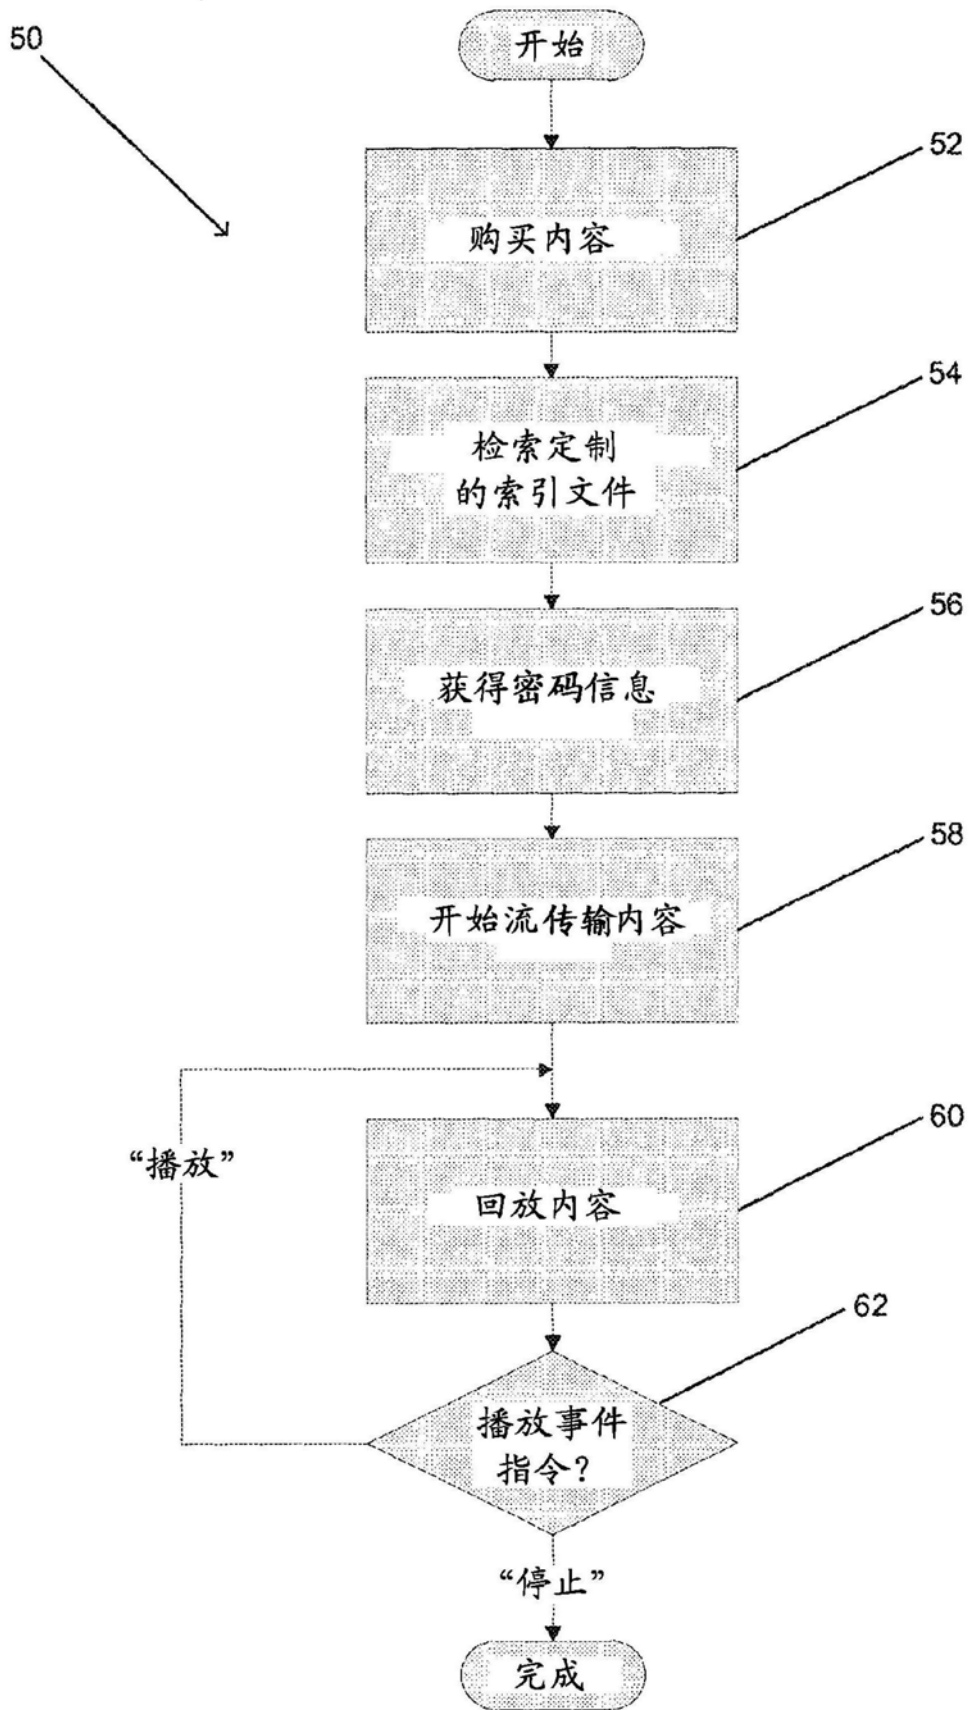 50
开始
52
购买内容
54
检索定制
的索引文件
56
获得密码信息
58
开始流传输内容
“播放”
60
回放内容
62
播放事件
指令?
“停止”
完成